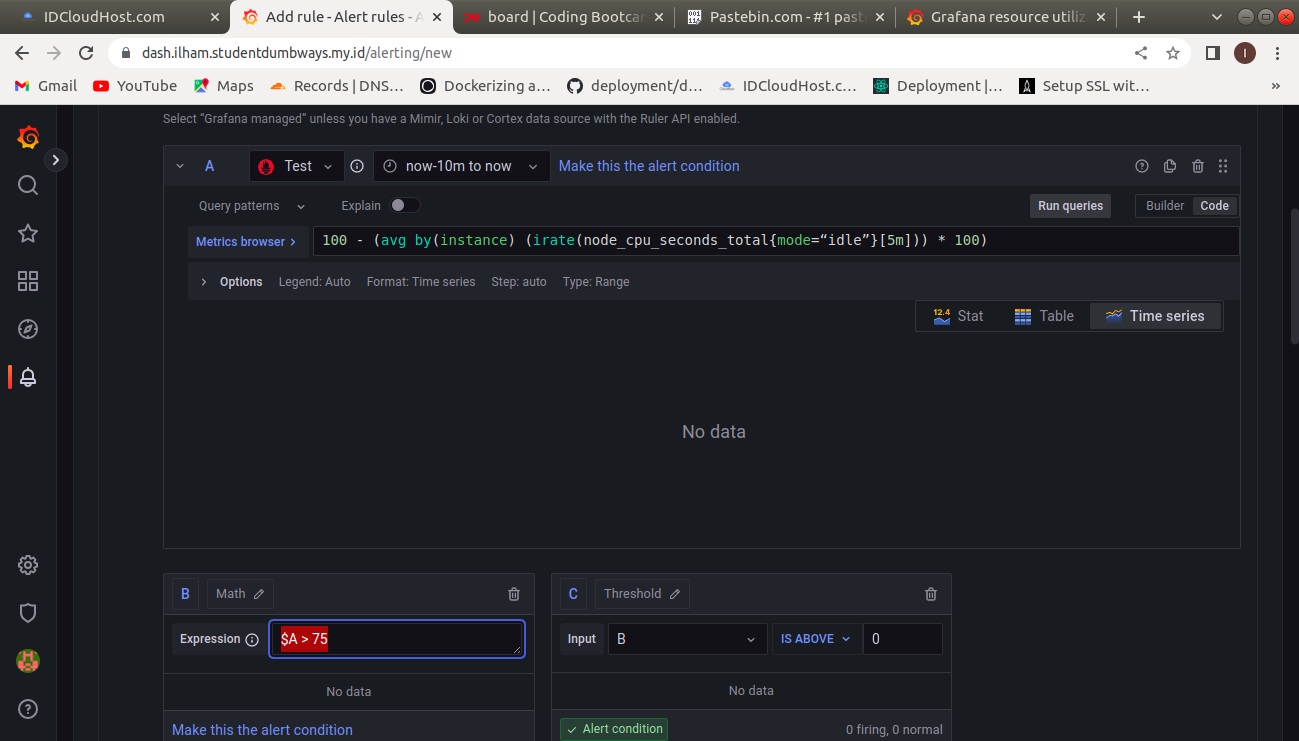 IDCloudHost.com
Add rule - Alert rules - A
board | Coding Bootca
Pastebin.com - #1 past
Grafana resource utiliz
dash.ilham.studentdumbways.my.id/alerting/new
I
Gmail
YouTube
Maps
Records | DNS…
Dockerizing a…
deployment/d…
IDCloudHost.c…
Deployment |…
Setup SSL wit…
»
Select “Grafana managed” unless you have a Mimir, Loki or Cortex data source with the Ruler API enabled.
A
Test
now-10m to now
Make this the alert condition
Query patterns
Explain
Run queries
Builder
Code
Metrics browser >
100 - (avg by(instance) (irate(node_cpu_seconds_total{mode=“idle”}[5m])) * 100)
Options
Legend: Auto
Format: Time series
Step: auto
Type: Range
12.4
Stat
Table
Time series
No data
B
Math
C
Threshold
Expression
$A > 75
Input
B
IS ABOVE
0
No data
No data
Make this the alert condition
Alert condition
0 firing, 0 normal